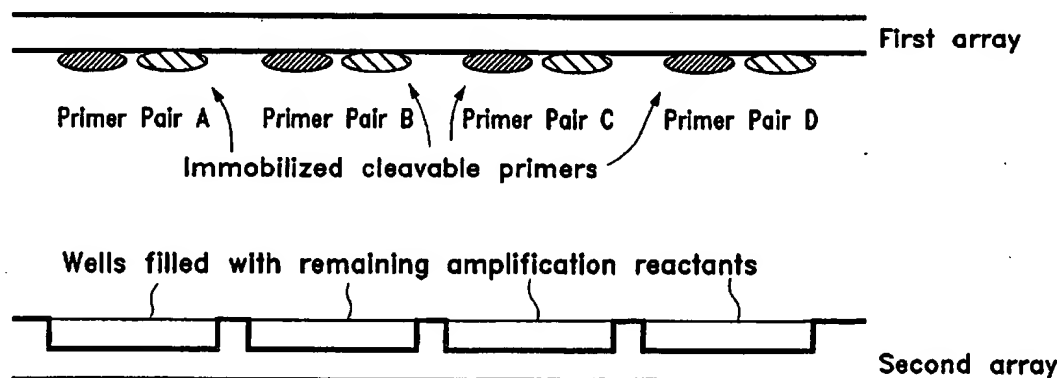 First array
Primer Pair A Primer Pair B Primer Pair C Primer Pair D
Immobilized cleavable primers
Wells filled with remaining amplification reactants
Second array